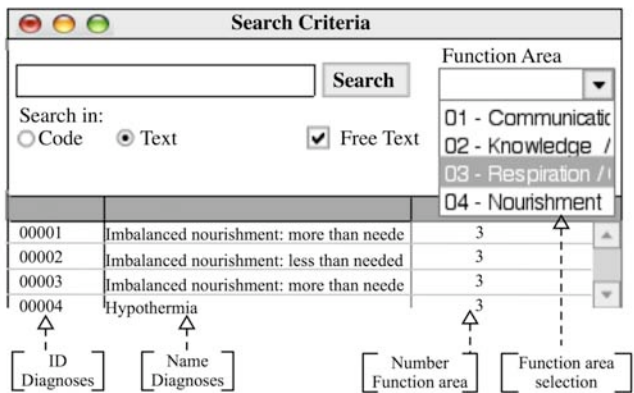 Search Criteria
Function Area
Search
Search in:
Code
Text
Free Text
01 - Communicatic
02 - Knowledge /
03 - Respiration /
04 - Nourishment
00001 Imbalanced nourishment: more than neede 3
00002 Imbalanced nourishment: less than needed 3
00003 Imbalanced nourishment: more than neede 3
00004 Hypothermia 3
ID
Diagnoses
Name
Diagnoses
Number
Function area
Function area
selection